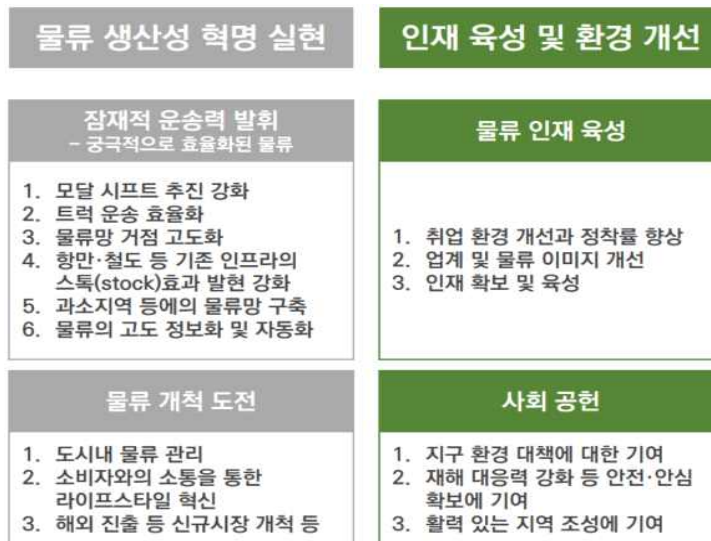 물류 생산성 혁명 실현
잠재적 운송력 발휘
- 궁극적으로 효율화된 물류
1. 모달 시프트 추진 강화
2. 트럭 운송 효율화
3. 물류망 거점 고도화
4. 항만·철도 등 기존 인프라의
스톡(stock)효과 발현 강화
5. 과소지역 등에의 물류망 구축
6. 물류의 고도 정보화 및 자동화
물류 개척 도전
1. 도시내 물류 관리
2. 소비자와의 소통을 통한
라이프스타일 혁신
3. 해외 진출 등 신규시장 개척 등
인재 육성 및 환경 개선
물류 인재 육성
1. 취업 환경 개선과 정착률 향상
2. 업계 및 물류 이미지 개선
3. 인재 확보 및 육성
사회 공헌
1. 지구 환경 대책에 대한 기여
2. 재해 대응력 강화 등 안전·안심
확보에 기여
3. 활력 있는 지역 조성에 기여